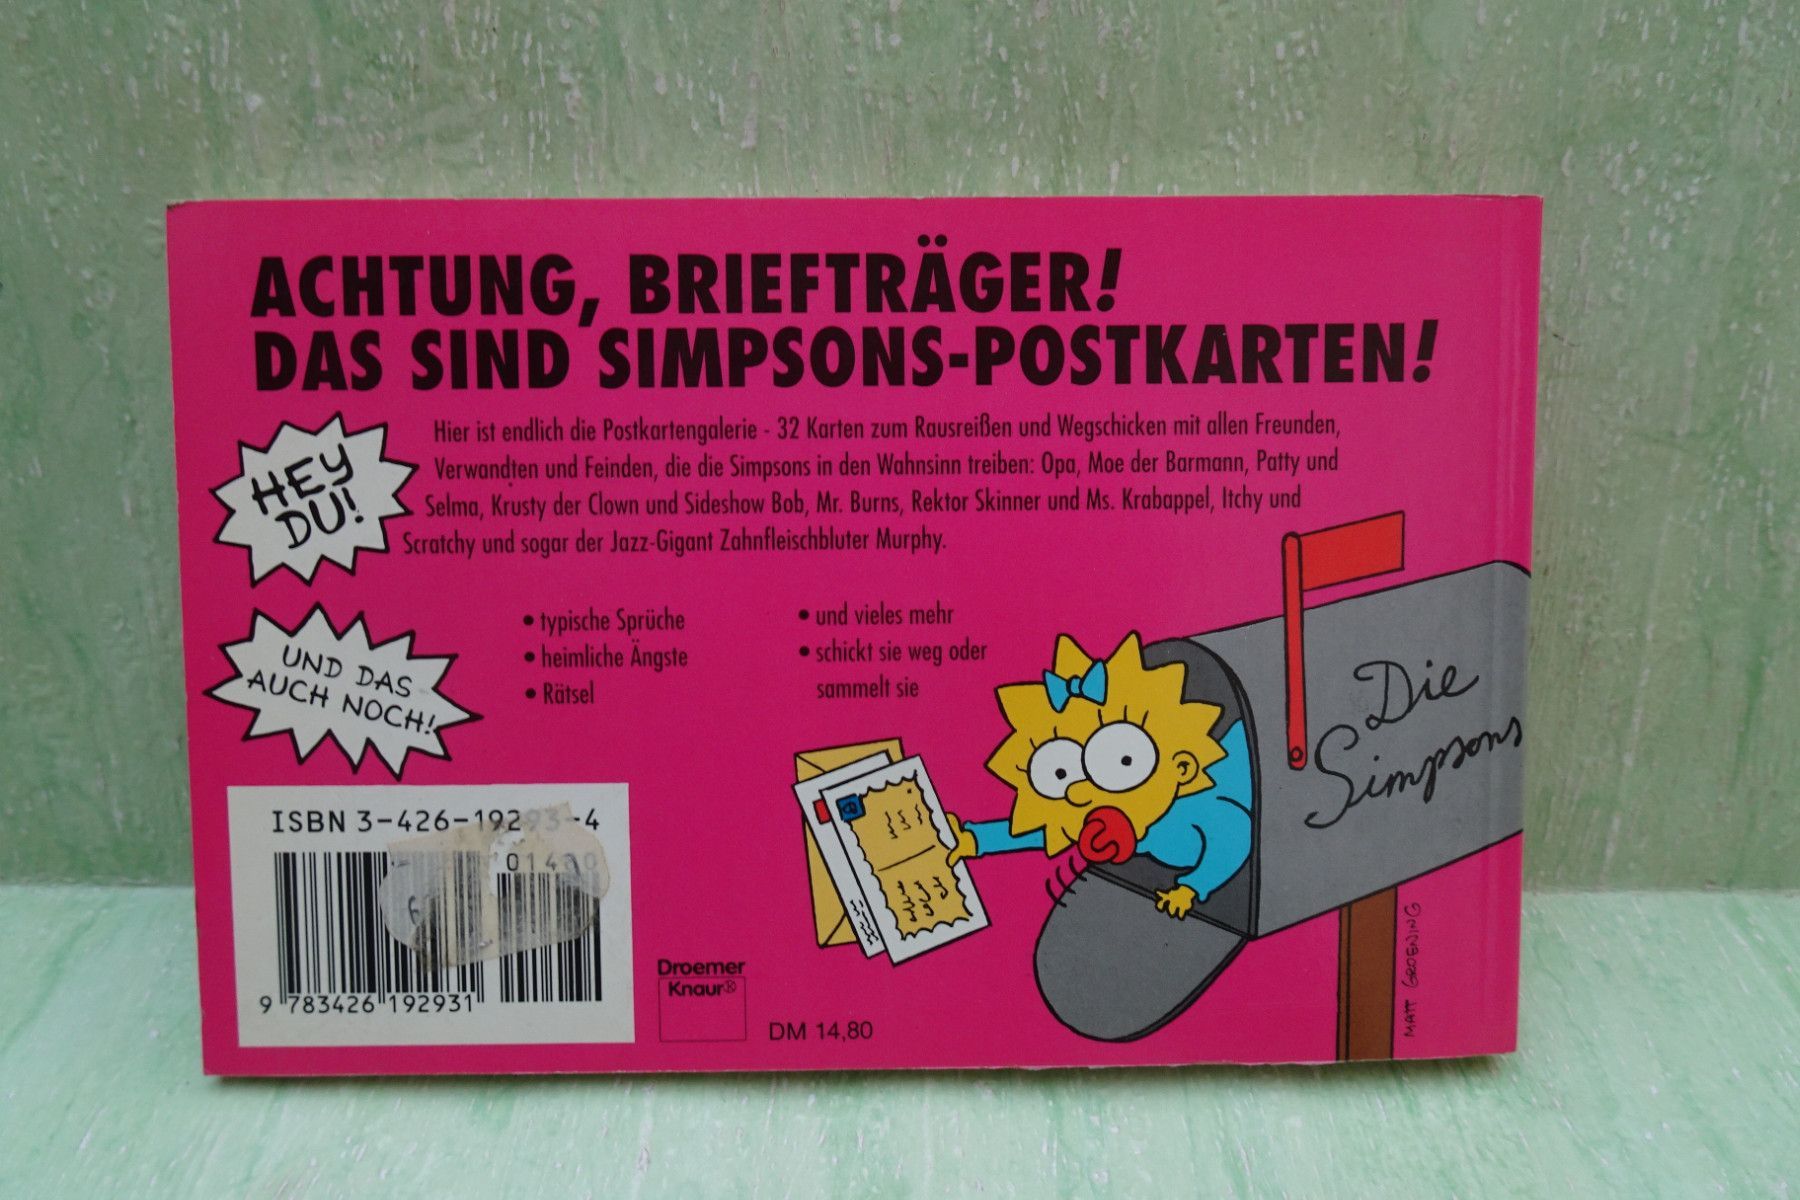 ACHTUNG, BRIEFTRÄGER!
DAS SIND SIMPSONS-POSTKARTEN!
HEY
DU!
Hier ist endlich die Postkartengalerie - 32 Karten zum Rausreißen und Wegschicken mit allen Freunden,
Verwandten und Feinden, die die Simpsons in den Wahnsinn treiben: Opa, Moe der Barmann, Patty und
Selma, Krusty der Clown und Sideshow Bob, Mr. Burns, Rektor Skinner und Ms. Krabappel, Itchy und
Scratchy und sogar der Jazz-Gigant Zahnfleischbluter Murphy.
UND DAS
AUCH NOCH!
• typische Sprüche
• heimliche Ängste
• Rätsel
• und vieles mehr
• schickt sie weg oder
sammelt sie
Die
Simpsons
MATT GROENING
ISBN 3-426-19293-4
01480
9 783426 192931
Droemer
Knaur®
DM 14,80